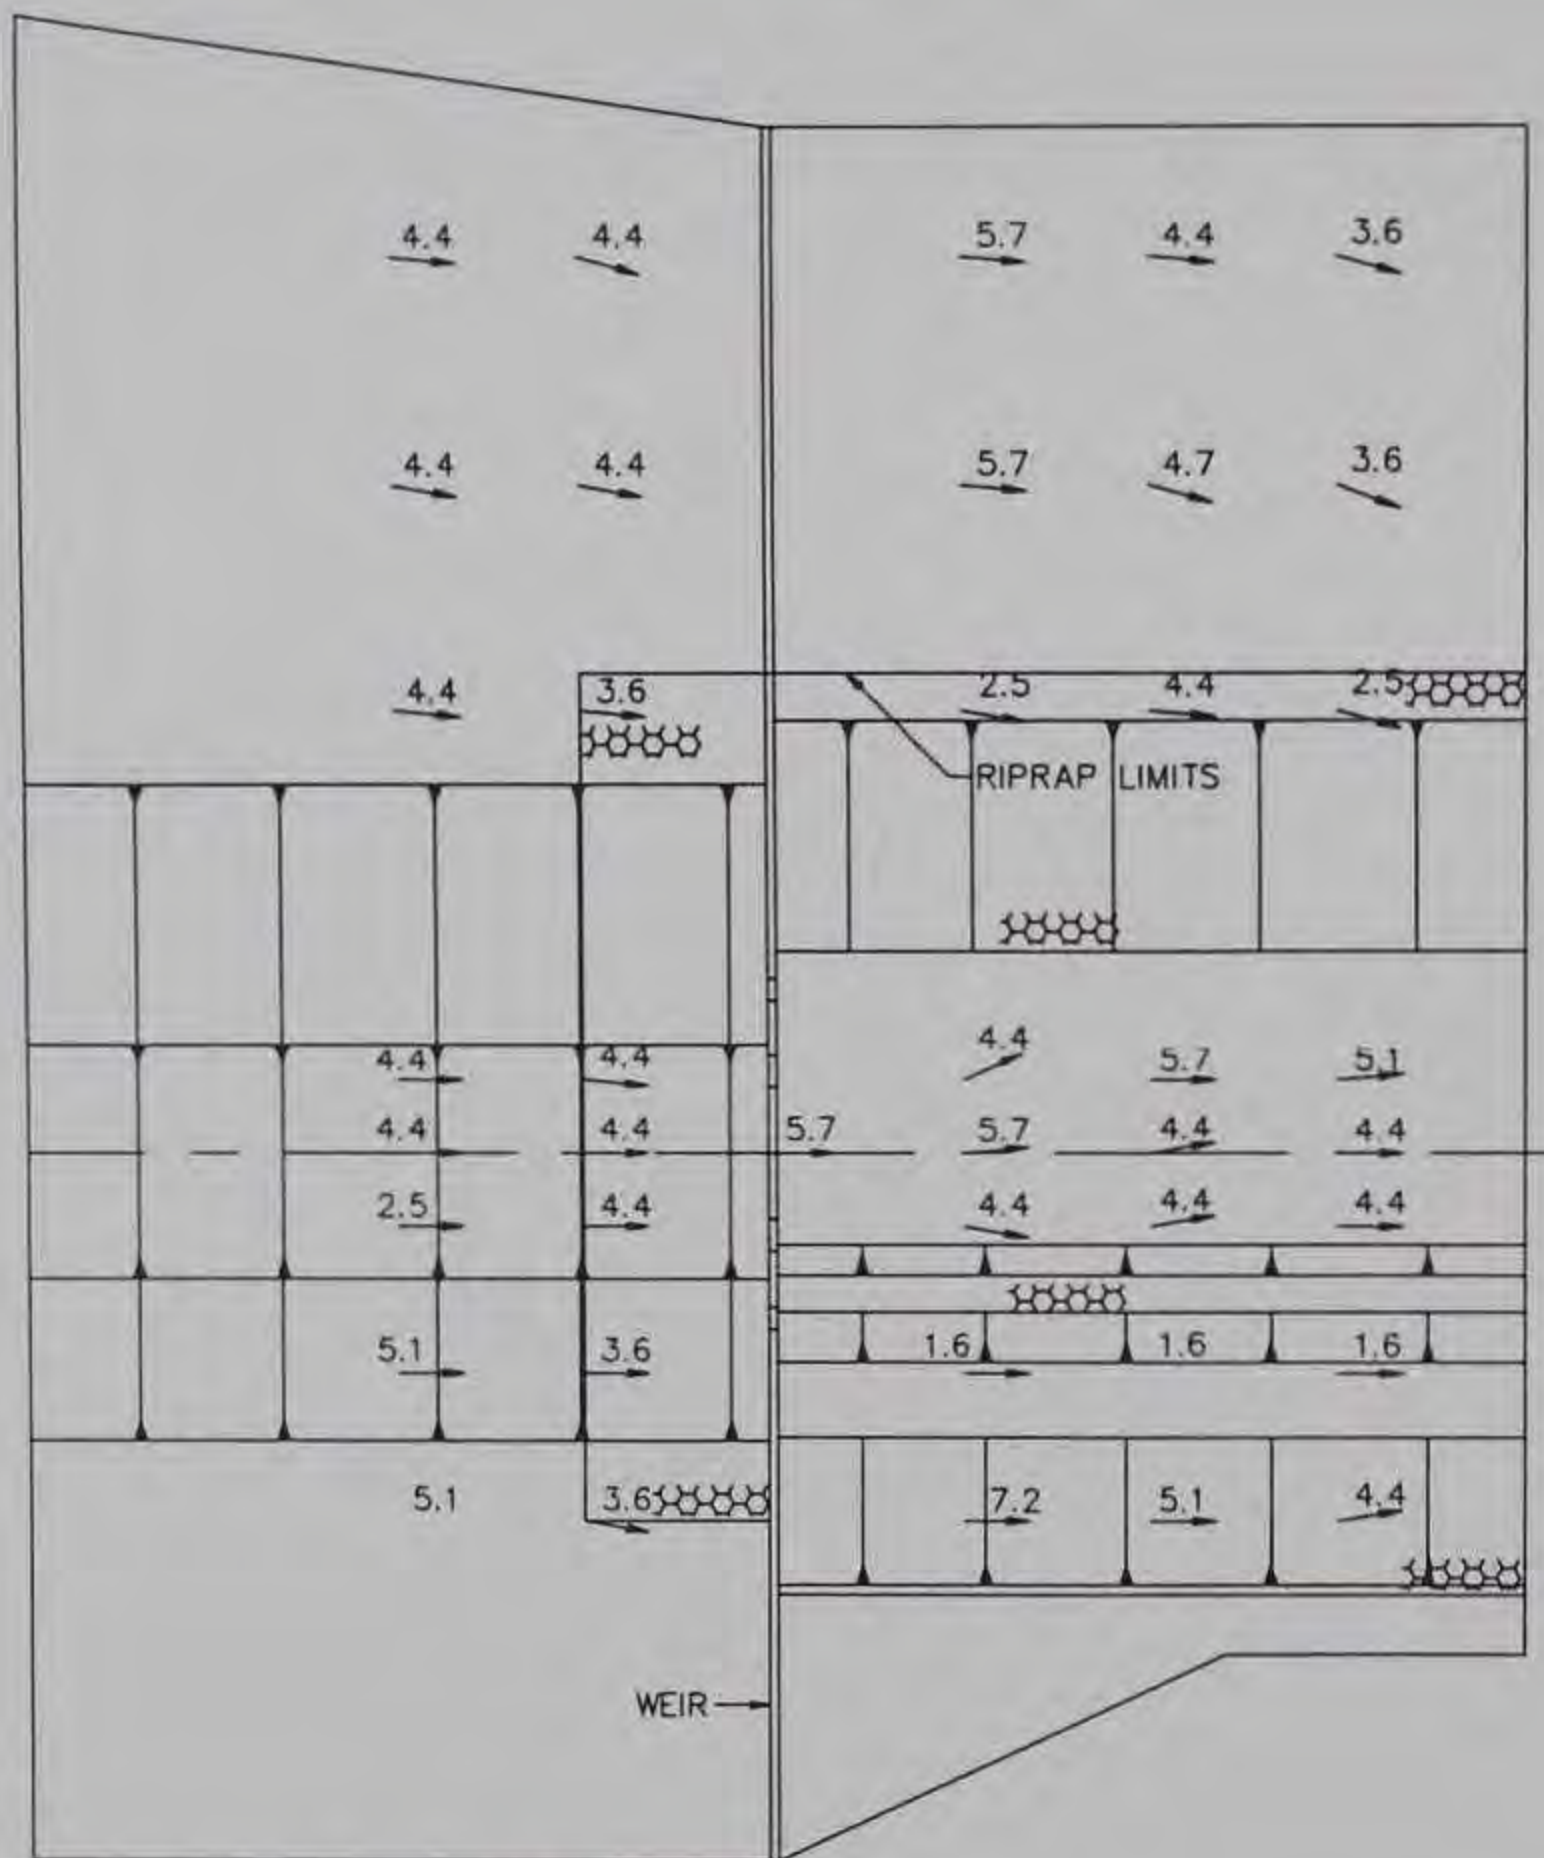 4.4 4.4 5.7 4.4 3.6
4.4 4.4 5.7 4.7 3.6
4.4 3.6 2.5 4.4 2.5
RIPRAP LIMITS
4.4 4.4 4.4 5.7 5.1
4.4 4.4 5.7 5.7 4.4 4.4
2.5 4.4 4.4 4.4 4.4
5.1 3.6 1.6 1.6 1.6
5.1 3.6 7.2 5.1 4.4
WEIR